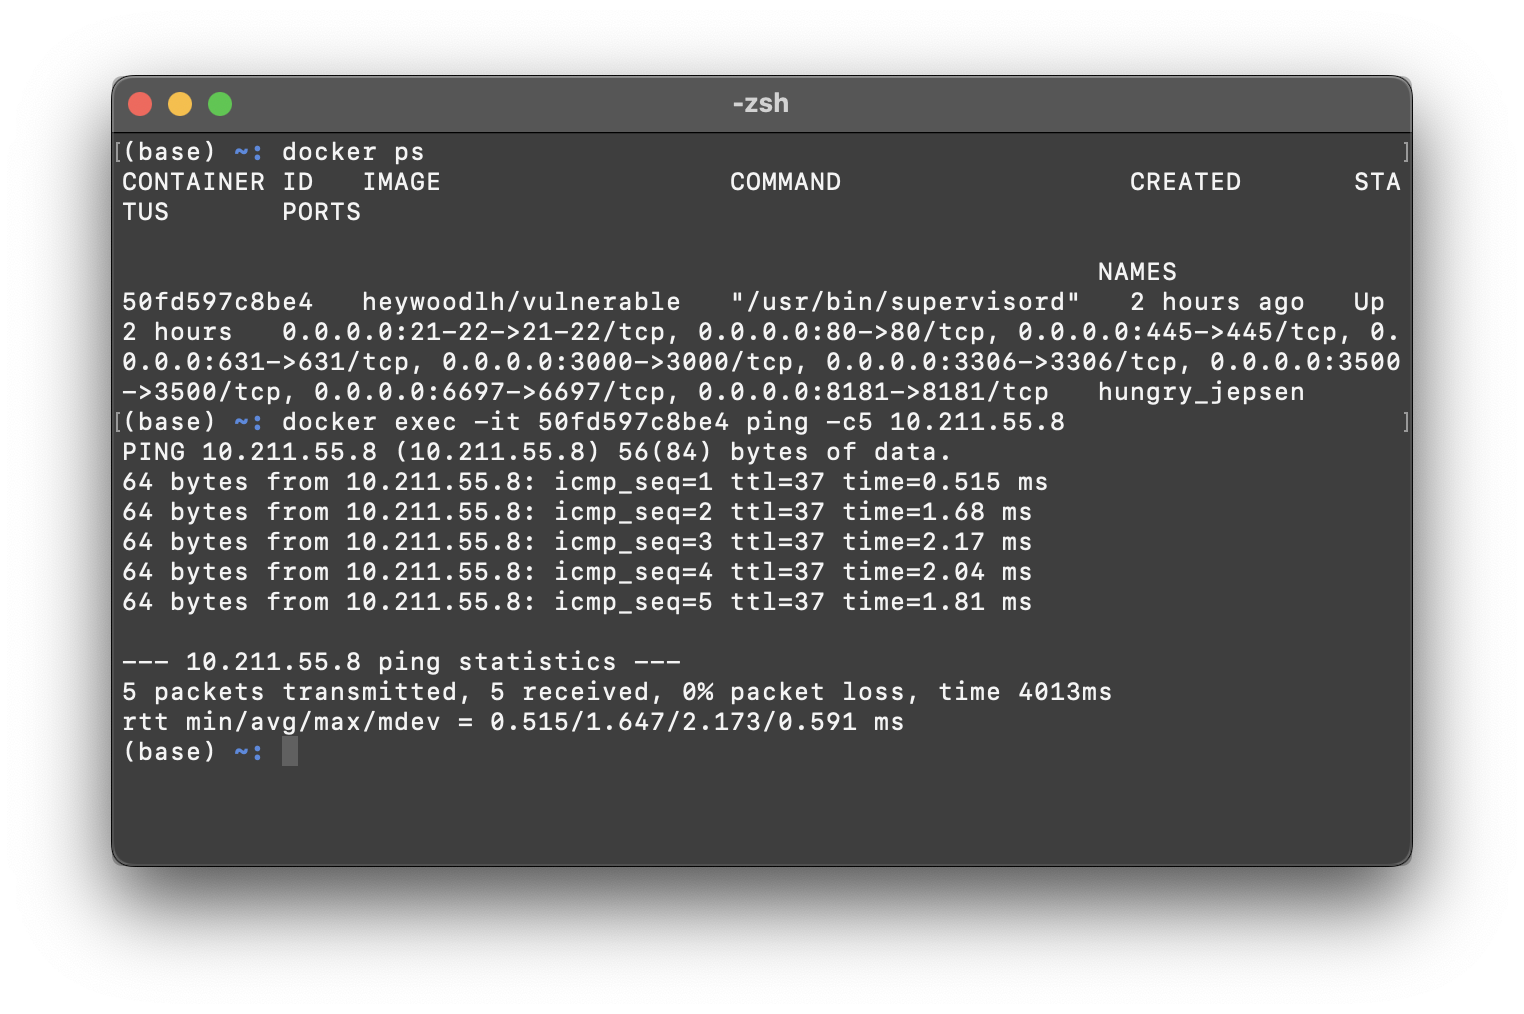 -zsh
[(base) ~: docker ps ]
CONTAINER ID   IMAGE                  COMMAND                  CREATED       STA
TUS       PORTS
NAMES
50fd597c8be4   heywoodlh/vulnerable   "/usr/bin/supervisord"   2 hours ago   Up
2 hours   0.0.0.0:21-22->21-22/tcp, 0.0.0.0:80->80/tcp, 0.0.0.0:445->445/tcp, 0.
0.0.0:631->631/tcp, 0.0.0.0:3000->3000/tcp, 0.0.0.0:3306->3306/tcp, 0.0.0.0:3500
->3500/tcp, 0.0.0.0:6697->6697/tcp, 0.0.0.0:8181->8181/tcp   hungry_jepsen
[(base) ~: docker exec -it 50fd597c8be4 ping -c5 10.211.55.8 ]
PING 10.211.55.8 (10.211.55.8) 56(84) bytes of data.
64 bytes from 10.211.55.8: icmp_seq=1 ttl=37 time=0.515 ms
64 bytes from 10.211.55.8: icmp_seq=2 ttl=37 time=1.68 ms
64 bytes from 10.211.55.8: icmp_seq=3 ttl=37 time=2.17 ms
64 bytes from 10.211.55.8: icmp_seq=4 ttl=37 time=2.04 ms
64 bytes from 10.211.55.8: icmp_seq=5 ttl=37 time=1.81 ms
--- 10.211.55.8 ping statistics ---
5 packets transmitted, 5 received, 0% packet loss, time 4013ms
rtt min/avg/max/mdev = 0.515/1.647/2.173/0.591 ms
(base) ~: